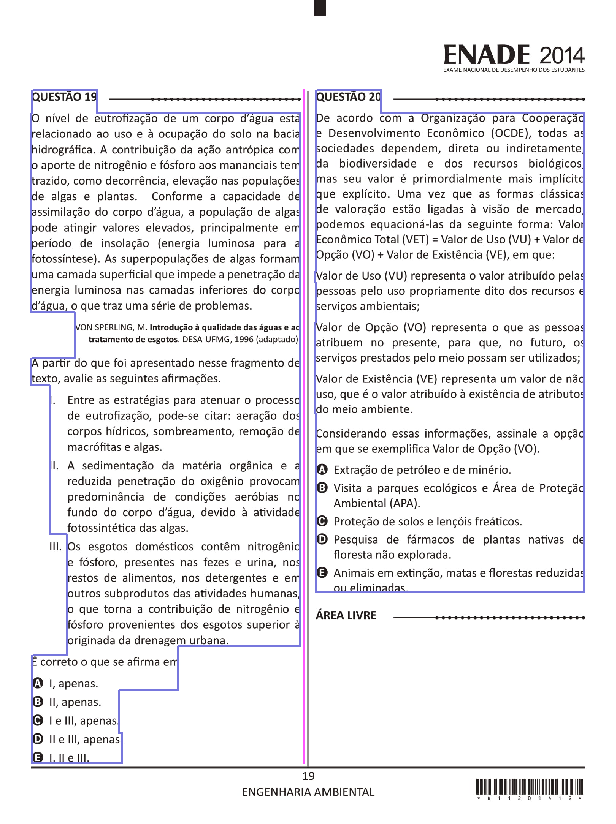 ENADE 2014
EXAME NACIONAL DE DESEMPENHO DOS ESTUDANTES
QUESTÃO 19
O nível de eutrofização de um corpo d'água está
relacionado ao uso e à ocupação do solo na bacia
hidrográfica. A contribuição da ação antrópica com
o aporte de nitrogênio e fósforo aos mananciais tem
trazido, como decorrência, elevação nas populações
de algas e plantas. Conforme a capacidade de
assimilação do corpo d'água, a população de algas
pode atingir valores elevados, principalmente em
período de insolação (energia luminosa para a
fotossíntese). As superpopulações de algas formam
uma camada superficial que impede a penetração da
energia luminosa nas camadas inferiores do corpo
d'água, o que traz uma série de problemas.
VON SPERLING, M. Introdução à qualidade das águas e ao
tratamento de esgotos. DESA UFMG, 1996 (adaptado)
A partir do que foi apresentado nesse fragmento de
texto, avalie as seguintes afirmações.
I. Entre as estratégias para atenuar o processo
de eutrofização, pode-se citar: aeração dos
corpos hídricos, sombreamento, remoção de
macrófitas e algas.
II. A sedimentação da matéria orgânica e a
reduzida penetração do oxigênio provocam
predominância de condições aeróbias no
fundo do corpo d'água, devido à atividade
fotossintética das algas.
III. Os esgotos domésticos contêm nitrogênio
e fósforo, presentes nas fezes e urina, nos
restos de alimentos, nos detergentes e em
outros subprodutos das atividades humanas,
o que torna a contribuição de nitrogênio e
fósforo provenientes dos esgotos superior à
originada da drenagem urbana.
É correto o que se afirma em
A I, apenas.
B II, apenas.
C I e III, apenas.
D II e III, apenas
E I, II e III.
QUESTÃO 20
De acordo com a Organização para Cooperação
e Desenvolvimento Econômico (OCDE), todas as
sociedades dependem, direta ou indiretamente,
da biodiversidade e dos recursos biológicos,
mas seu valor é primordialmente mais implícito
que explícito. Uma vez que as formas clássicas
de valoração estão ligadas à visão de mercado,
podemos equacioná-las da seguinte forma: Valor
Econômico Total (VET) = Valor de Uso (VU) + Valor de
Opção (VO) + Valor de Existência (VE), em que:
Valor de Uso (VU) representa o valor atribuído pelas
pessoas pelo uso propriamente dito dos recursos e
serviços ambientais;
Valor de Opção (VO) representa o que as pessoas
atribuem no presente, para que, no futuro, os
serviços prestados pelo meio possam ser utilizados;
Valor de Existência (VE) representa um valor de não
uso, que é o valor atribuído à existência de atributos
do meio ambiente.
Considerando essas informações, assinale a opção
em que se exemplifica Valor de Opção (VO).
A Extração de petróleo e de minério.
B Visita a parques ecológicos e Área de Proteção
Ambiental (APA).
C Proteção de solos e lençóis freáticos.
D Pesquisa de fármacos de plantas nativas de
floresta não explorada.
E Animais em extinção, matas e florestas reduzidas
ou eliminadas.
ÁREA LIVRE
19
ENGENHARIA AMBIENTAL